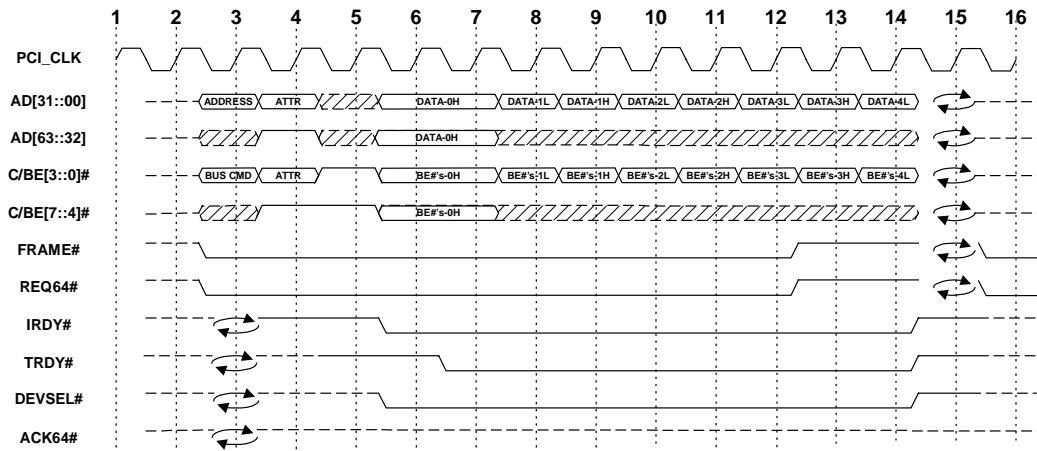 1 2 3 4 5 6 7 8 9 10 11 12 13 14 15 16
PCI_CLK
AD[31::00] ADDRESS ATTR DATA-0H DATA-1L DATA-1H DATA-2L DATA-2H DATA-3L DATA-3H DATA-4L
AD[63::32] DATA-0H
C/BE[3::0]# BUS CMD ATTR BE#'s-0H BE#'s-1L BE#'s-1H BE#'s-2L BE#'s-2H BE#'s-3L BE#'s-3H BE#'s-4L
C/BE[7::4]# BE#'s-0H
FRAME#
REQ64#
IRDY#
TRDY#
DEVSEL#
ACK64#